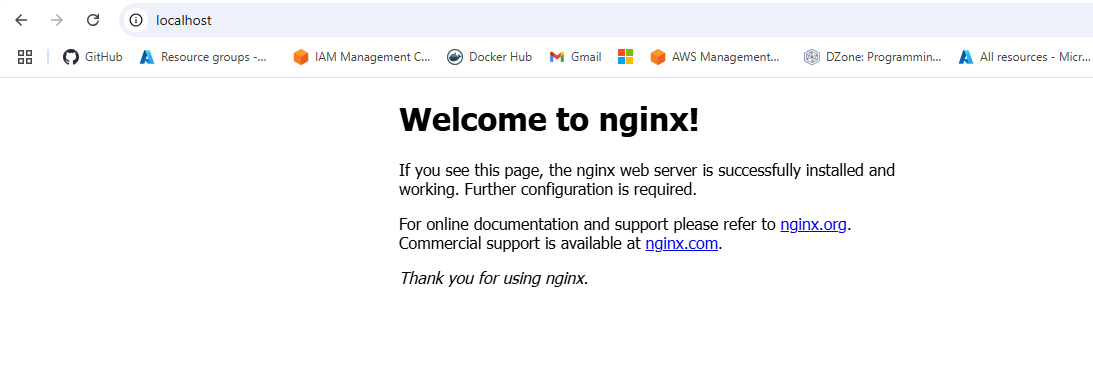 localhost
GitHub Resource groups -... IAM Management C... Docker Hub Gmail AWS Management... DZone: Programmin... All resources - Micr...
Welcome to nginx!
If you see this page, the nginx web server is successfully installed and
working. Further configuration is required.
For online documentation and support please refer to nginx.org.
Commercial support is available at nginx.com.
Thank you for using nginx.